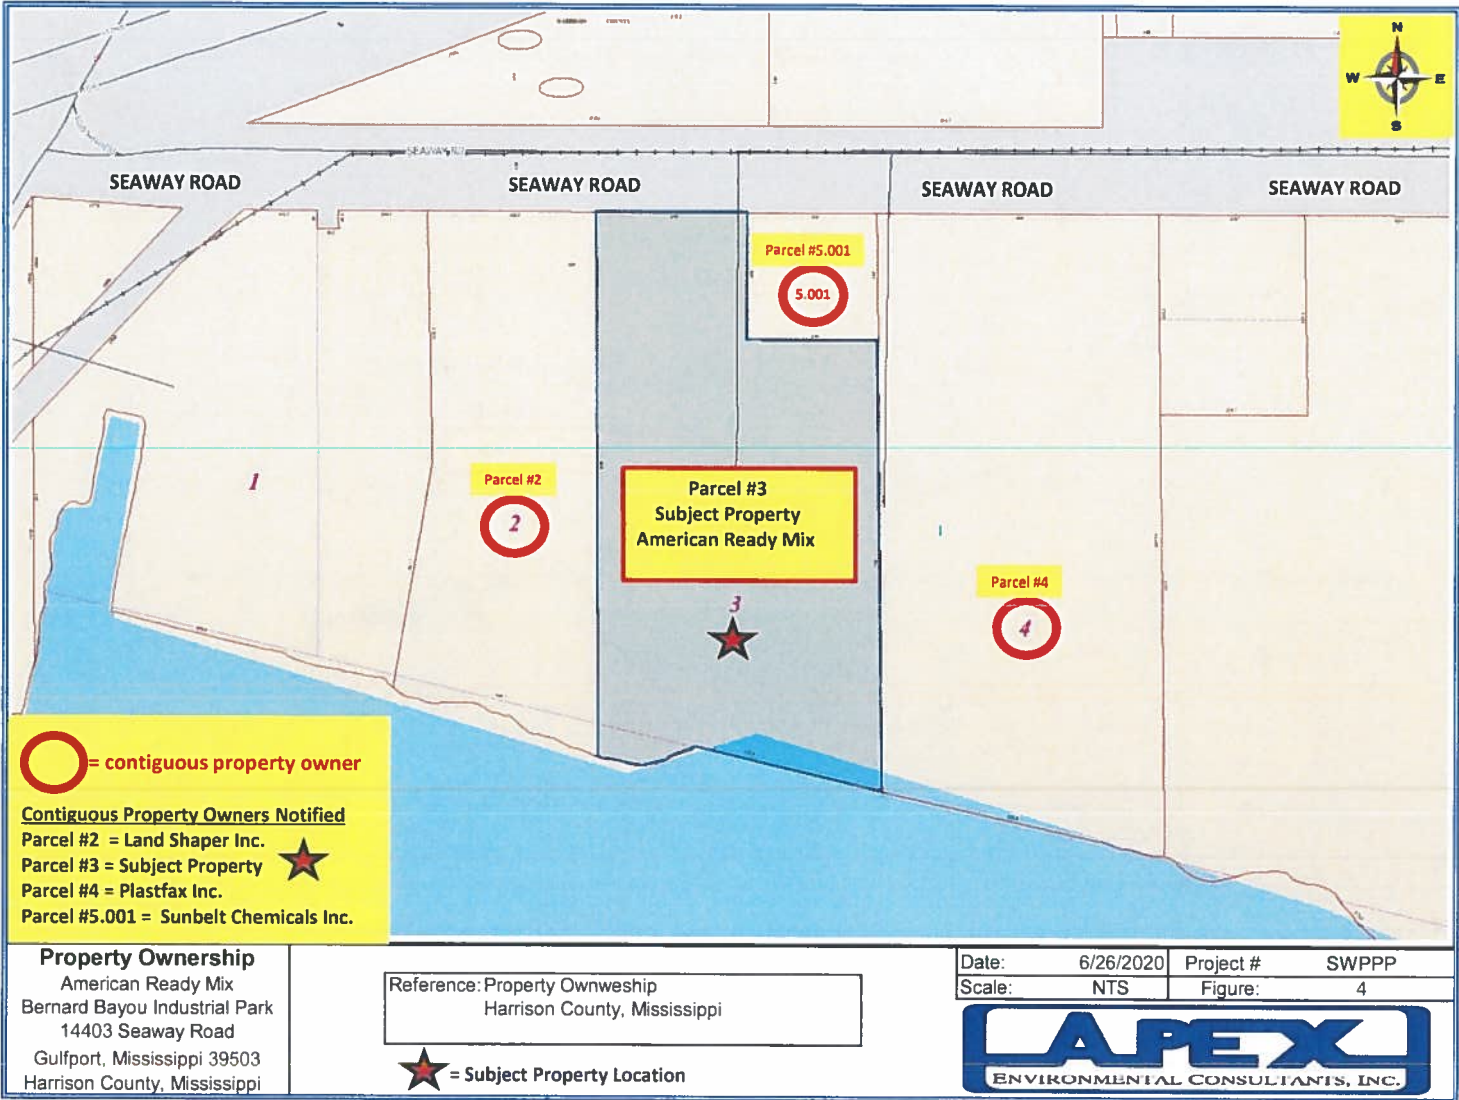 N
W E
S
SEAWAY RD
SEAWAY ROAD
SEAWAY ROAD
SEAWAY ROAD
SEAWAY ROAD
Parcel #5.001
5.001
1
Parcel #2
2
Parcel #3
Subject Property
American Ready Mix
3
Parcel #4
4
= contiguous property owner
Contiguous Property Owners Notified
Parcel #2 = Land Shaper Inc.
Parcel #3 = Subject Property
Parcel #4 = Plastfax Inc.
Parcel #5.001 = Sunbelt Chemicals Inc.
Property Ownership
American Ready Mix
Bernard Bayou Industrial Park
14403 Seaway Road
Gulfport, Mississippi 39503
Harrison County, Mississippi
Reference: Property Ownweship
Harrison County, Mississippi
= Subject Property Location
Date: 6/26/2020 Project # SWPPP
Scale: NTS Figure: 4
APEX
ENVIRONMENTAL CONSULTANTS, INC.